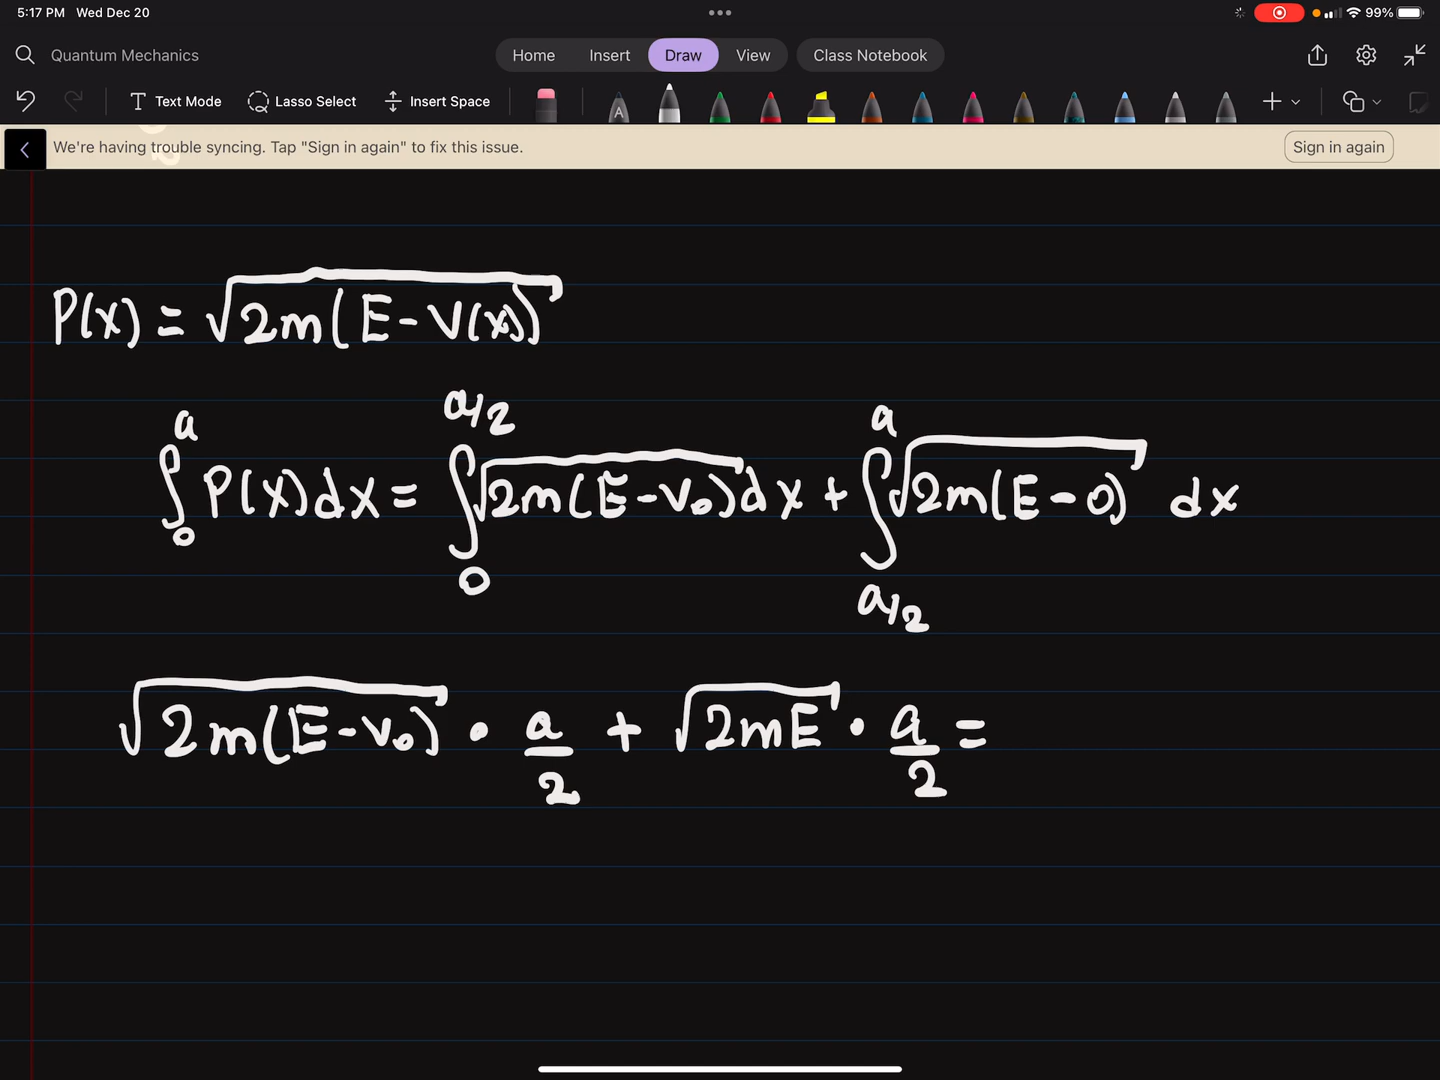 5:17 PM Wed Dec 20 99%
Quantum Mechanics Home Insert Draw View Class Notebook
Text Mode Lasso Select Insert Space A
We're having trouble syncing. Tap "Sign in again" to fix this issue. Sign in again
P(x) = √2m(E-V(x))
∫₀ᵃ P(x)dx = ∫₀^(a/2) √2m(E-V₀) dx + ∫_(a/2)^a √2m(E-0) dx
√2m(E-V₀) · a/2 + √2mE · a/2 =